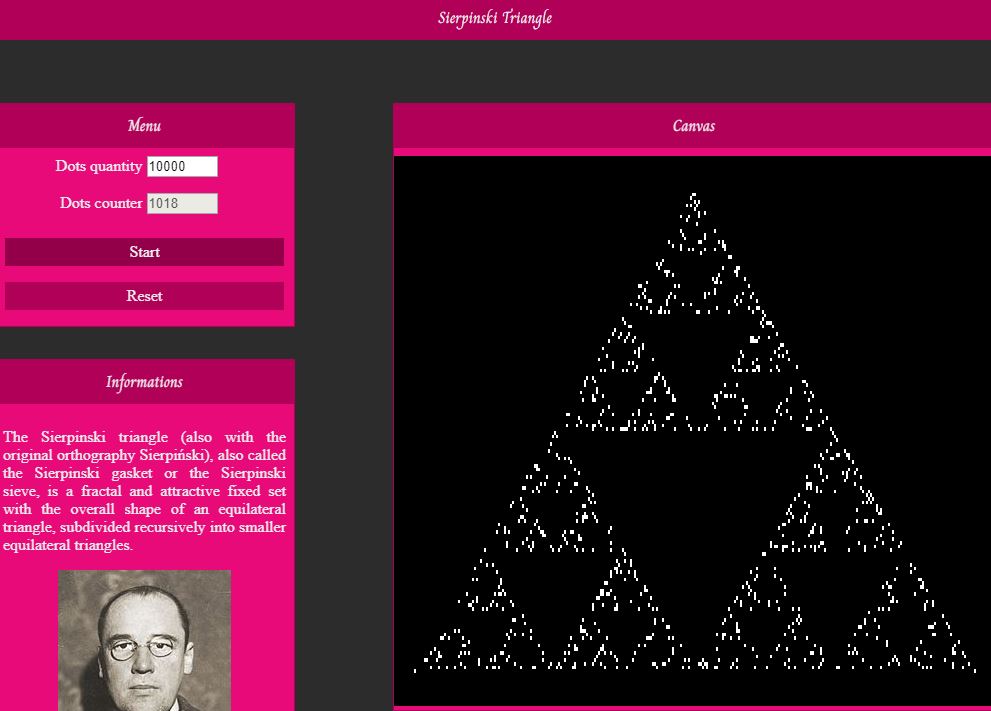 Sierpinski Triangle
Menu
Dots quantity 10000
Dots counter 1018
Start
Reset
Informations
The Sierpinski triangle (also with the
original orthography Sierpiński), also called
the Sierpinski gasket or the Sierpinski
sieve, is a fractal and attractive fixed set
with the overall shape of an equilateral
triangle, subdivided recursively into smaller
equilateral triangles.
Canvas